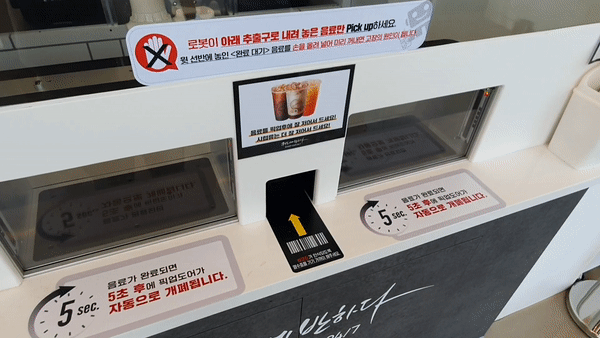 로봇이 아래 추출구로 내려 놓은 음료만 Pick up하세요.
윗 선반에 놓인 <완료 대기> 음료를 손을 올려 넣어 미리 꺼내면 고장의 원인이 됩니다.
음료를 픽업후에 잘 저어서 드세요!
시럽류는 더 잘 저어서 드세요!
5 sec.
음료가 완료되면
5초 후에 픽업도어가
자동으로 개폐됩니다.
5 sec.
음료가 완료되면
5초 후에 픽업도어가
자동으로 개폐됩니다.
반하다
24/7